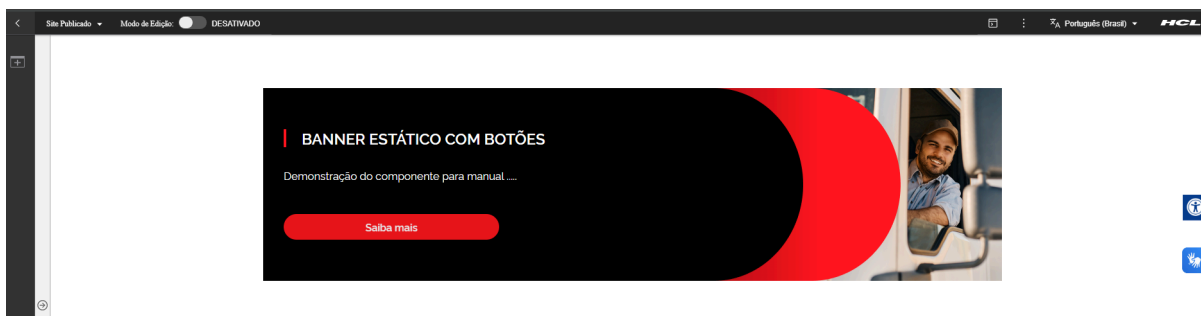 Site Publicado Modo de Edição: DESATIVADO Português (Brasil) HCL
BANNER ESTÁTICO COM BOTÕES
Demonstração do componente para manual .....
Saiba mais